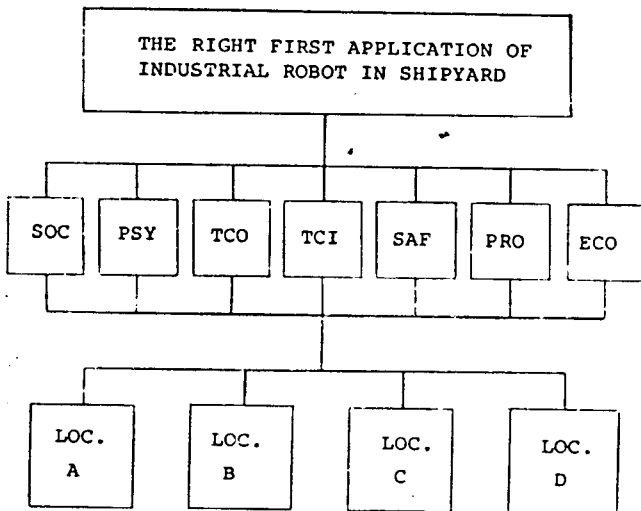 THE RIGHT FIRST APPLICATION OF
INDUSTRIAL ROBOT IN SHIPYARD
SOC PSY TCO TCI SAF PRO ECO
LOC. LOC. LOC. LOC.
A B C D